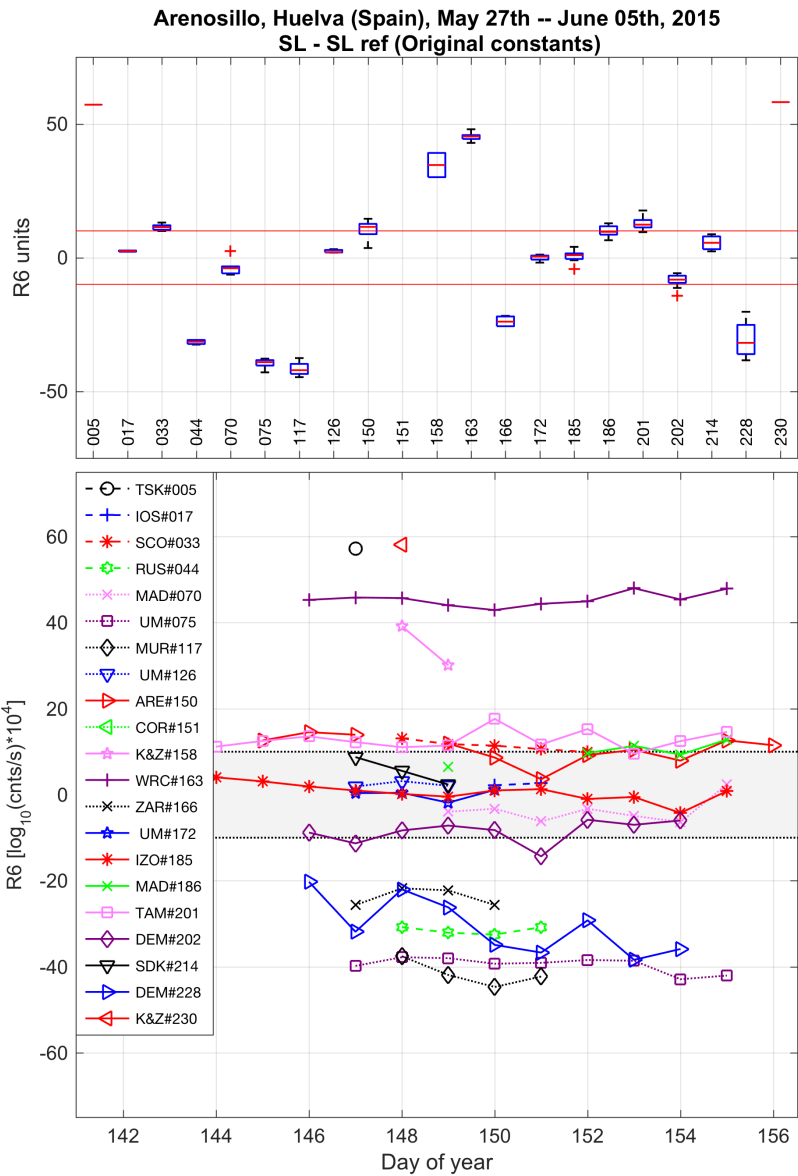 Arenosillo, Huelva (Spain), May 27th -- June 05th, 2015
SL - SL ref (Original constants)
R6 units
50
0
-50
005 017 033 044 070 075 117 126 150 151 158 163 166 172 185 186 201 202 214 228 230
TSK#005
IOS#017
SCO#033
RUS#044
MAD#070
UM#075
MUR#117
UM#126
ARE#150
COR#151
K&Z#158
WRC#163
ZAR#166
UM#172
IZO#185
MAD#186
TAM#201
DEM#202
SDK#214
DEM#228
K&Z#230
R6 [log10(cnts/s)*10^4]
60
40
20
0
-20
-40
-60
142 144 146 148 150 152 154 156
Day of year